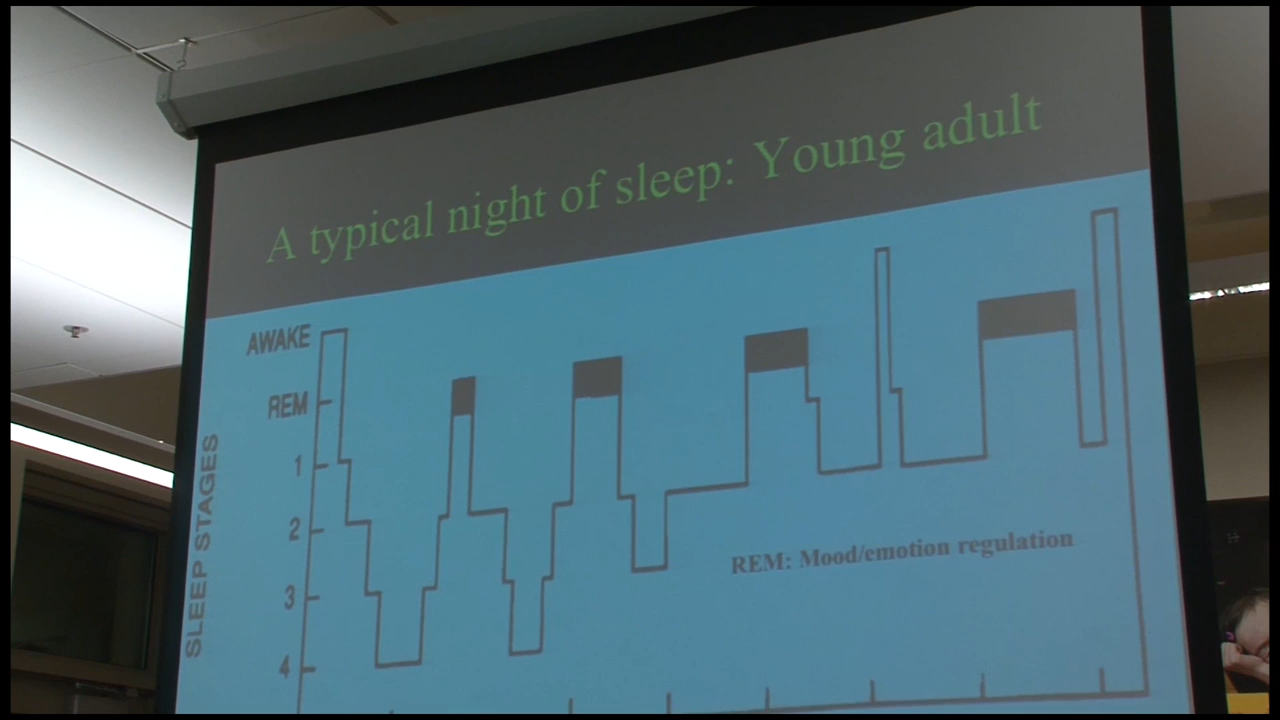 A typical night of sleep: Young adult
AWAKE
REM
1
2
3
4
SLEEP STAGES
REM: Mood/emotion regulation